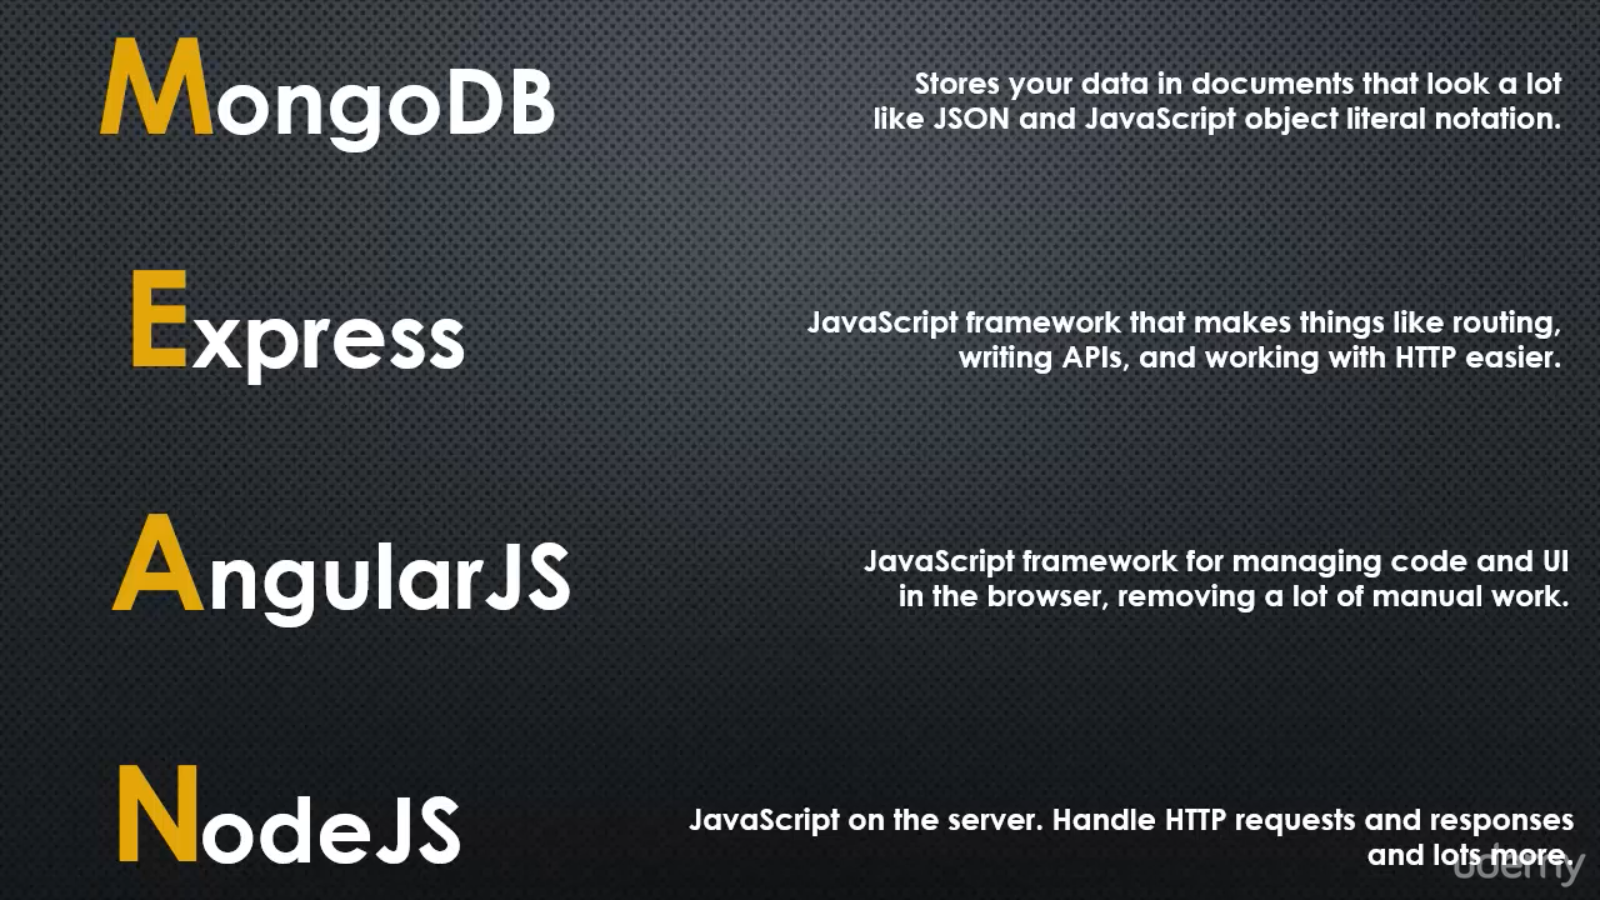 MongoDB
Stores your data in documents that look a lot
like JSON and JavaScript object literal notation.
Express
JavaScript framework that makes things like routing,
writing APIs, and working with HTTP easier.
AngularJS
JavaScript framework for managing code and UI
in the browser, removing a lot of manual work.
NodeJS
JavaScript on the server. Handle HTTP requests and responses
and lots more.
udemy